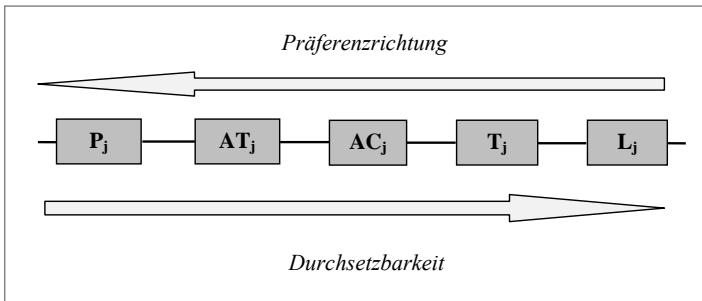 Präferenzrichtung
Pj ATj ACj Tj Lj
Durchsetzbarkeit